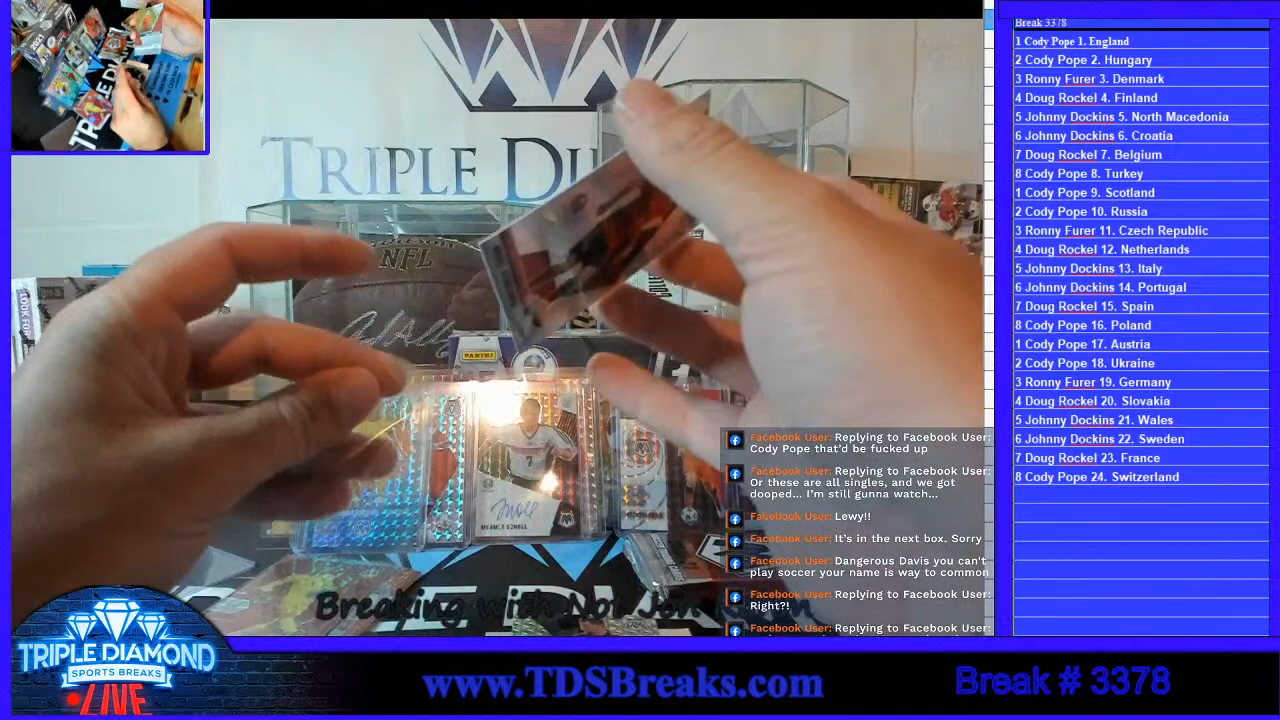 Break 3378
1 Cody Pope 1. England
2 Cody Pope 2. Hungary
3 Ronny Furer 3. Denmark
4 Doug Rockel 4. Finland
5 Johnny Dockins 5. North Macedonia
6 Johnny Dockins 6. Croatia
7 Doug Rockel 7. Belgium
8 Cody Pope 8. Turkey
1 Cody Pope 9. Scotland
2 Cody Pope 10. Russia
3 Ronny Furer 11. Czech Republic
4 Doug Rockel 12. Netherlands
5 Johnny Dockins 13. Italy
6 Johnny Dockins 14. Portugal
7 Doug Rockel 15. Spain
8 Cody Pope 16. Poland
1 Cody Pope 17. Austria
2 Cody Pope 18. Ukraine
3 Ronny Furer 19. Germany
4 Doug Rockel 20. Slovakia
5 Johnny Dockins 21. Wales
6 Johnny Dockins 22. Sweden
7 Doug Rockel 23. France
8 Cody Pope 24. Switzerland
2021
TRIPLE
NFL
LOOK FOR
PANINI
7
Facebook User: Replying to Facebook User:
Cody Pope that'd be fucked up
Facebook User: Replying to Facebook User:
Or these are all singles, and we got
dooped... I'm still gunna watch...
Facebook User: Lewy!!
Facebook User: It's in the next box. Sorry
Facebook User: Dangerous Davis you can't
play soccer your name is way to common
Facebook User: Replying to Facebook User:
Right?!
Facebook User: Replying to Facebook User:
Breaking with Not
TRIPLE DIAMOND
SPORTS BREAKS
LIVE
www.TDSBreaks.com
Break # 3378